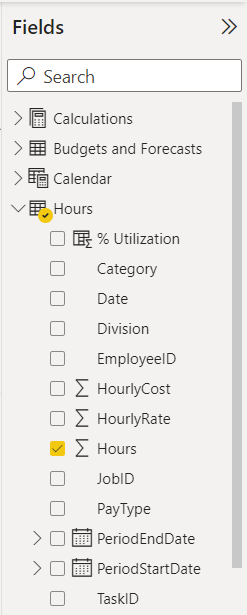 Fields
Search
Calculations
Budgets and Forecasts
Calendar
Hours
% Utilization
Category
Date
Division
EmployeeID
HourlyCost
HourlyRate
Hours
JobID
PayType
PeriodEndDate
PeriodStartDate
TaskID